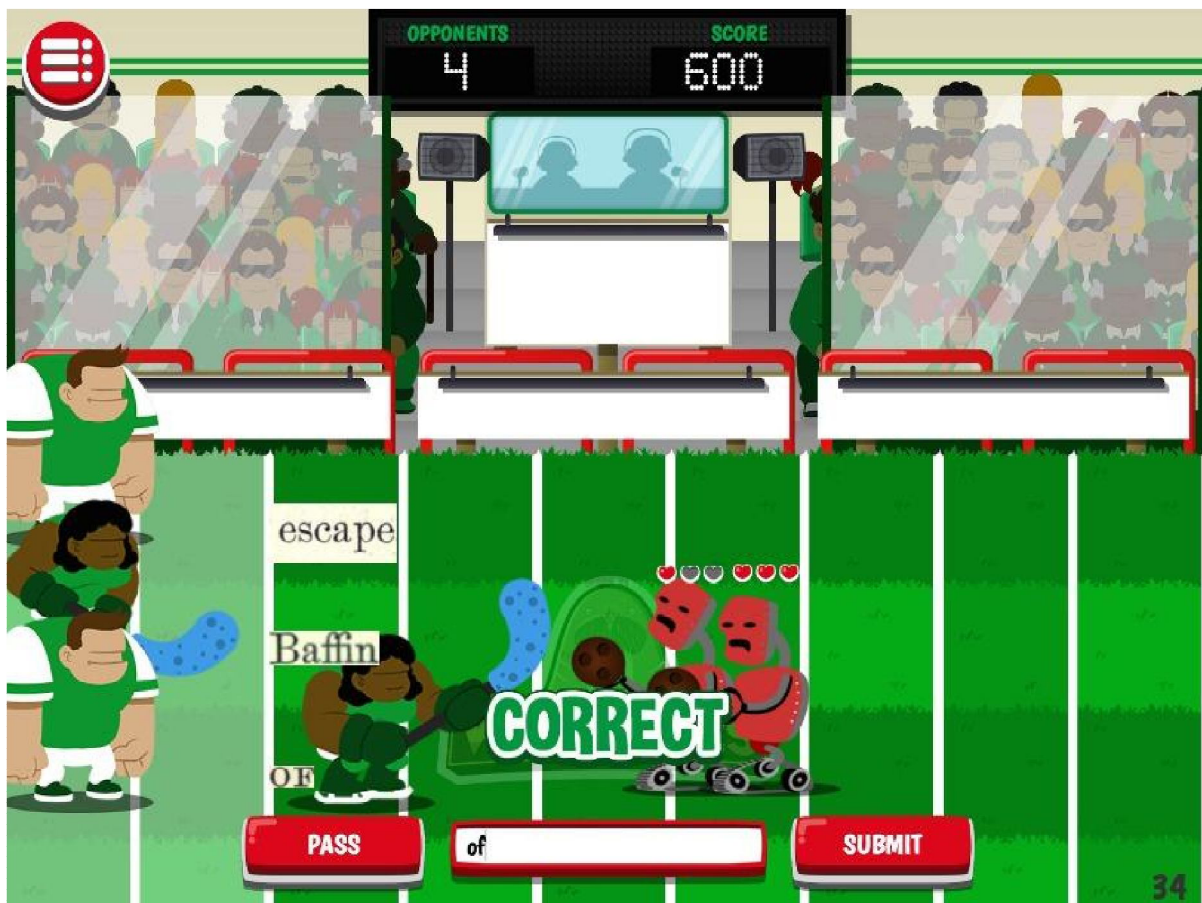 OPPONENTS
4
SCORE
600
escape
Baffin
OF
CORRECT
PASS
of
SUBMIT
34